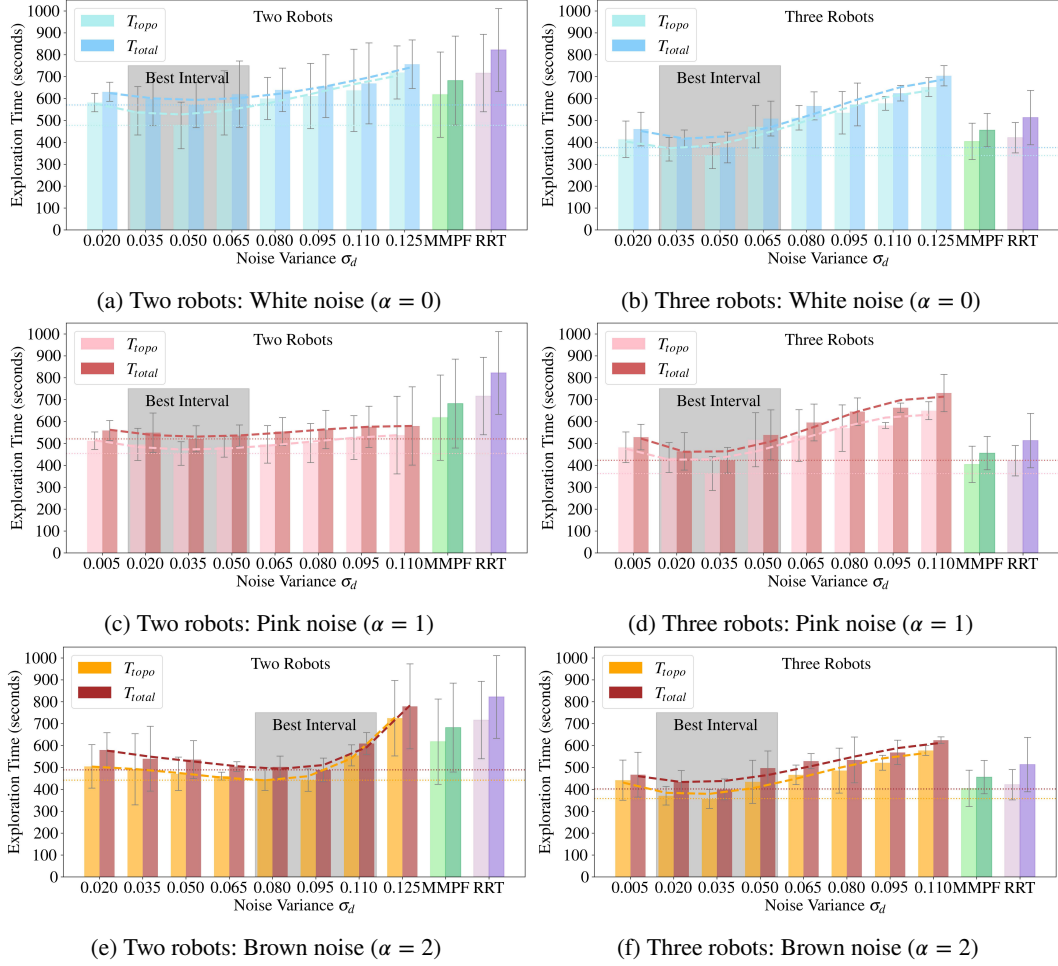 Two Robots
T_topo
T_total
Best Interval
Exploration Time (seconds)
1000
900
800
700
600
500
400
300
200
100
0
0.020 0.035 0.050 0.065 0.080 0.095 0.110 0.125 MMPF RRT
Noise Variance σ_d
(a) Two robots: White noise (α = 0)
Three Robots
T_topo
T_total
Best Interval
Exploration Time (seconds)
1000
900
800
700
600
500
400
300
200
100
0
0.020 0.035 0.050 0.065 0.080 0.095 0.110 0.125 MMPF RRT
Noise Variance σ_d
(b) Three robots: White noise (α = 0)
Two Robots
T_topo
T_total
Best Interval
Exploration Time (seconds)
1000
900
800
700
600
500
400
300
200
100
0
0.005 0.020 0.035 0.050 0.065 0.080 0.095 0.110 MMPF RRT
Noise Variance σ_d
(c) Two robots: Pink noise (α = 1)
Three Robots
T_topo
T_total
Best Interval
Exploration Time (seconds)
1000
900
800
700
600
500
400
300
200
100
0
0.005 0.020 0.035 0.050 0.065 0.080 0.095 0.110 MMPF RRT
Noise Variance σ_d
(d) Three robots: Pink noise (α = 1)
Two Robots
T_topo
T_total
Best Interval
Exploration Time (seconds)
1000
900
800
700
600
500
400
300
200
100
0
0.020 0.035 0.050 0.065 0.080 0.095 0.110 0.125 MMPF RRT
Noise Variance σ_d
(e) Two robots: Brown noise (α = 2)
Three Robots
T_topo
T_total
Best Interval
Exploration Time (seconds)
1000
900
800
700
600
500
400
300
200
100
0
0.005 0.020 0.035 0.050 0.065 0.080 0.095 0.110 MMPF RRT
Noise Variance σ_d
(f) Three robots: Brown noise (α = 2)